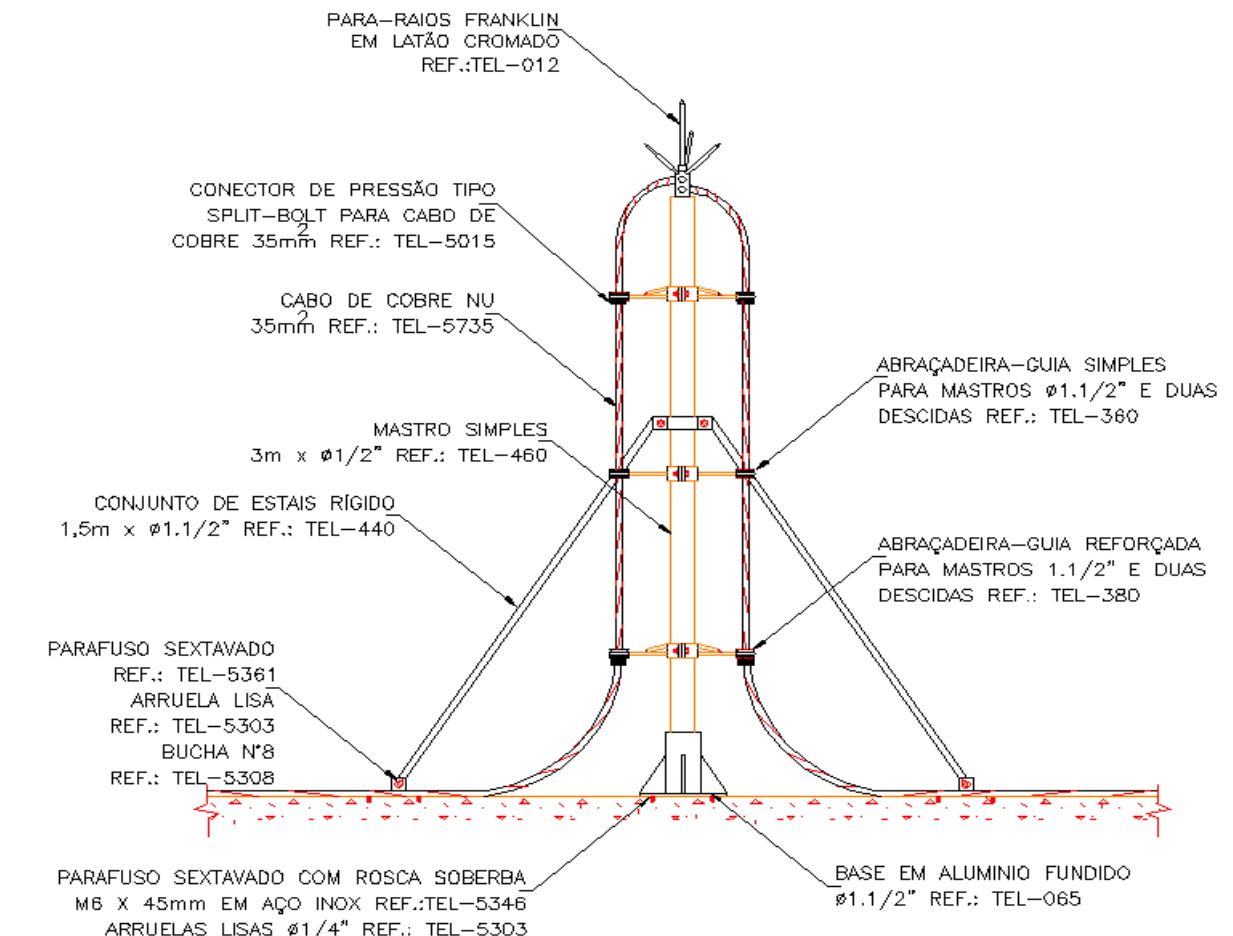 PARA-RAIOS FRANKLIN
EM LATÃO CROMADO
REF.:TEL-012
CONECTOR DE PRESSÃO TIPO
SPLIT-BOLT PARA CABO DE
COBRE 35mm² REF.: TEL-5015
CABO DE COBRE NU
35mm² REF.: TEL-5735
MASTRO SIMPLES
3m x ø1/2" REF.: TEL-460
CONJUNTO DE ESTAIS RÍGIDO
1,5m x ø1.1/2" REF.: TEL-440
PARAFUSO SEXTAVADO
REF.: TEL-5361
ARRUELA LISA
REF.: TEL-5303
BUCHA N°8
REF.: TEL-5308
ABRAÇADEIRA-GUIA SIMPLES
PARA MASTROS ø1.1/2" E DUAS
DESCIDAS REF.: TEL-360
ABRAÇADEIRA-GUIA REFORÇADA
PARA MASTROS 1.1/2" E DUAS
DESCIDAS REF.: TEL-380
PARAFUSO SEXTAVADO COM ROSCA SOBERBA
M6 X 45mm EM AÇO INOX REF.:TEL-5346
ARRUELAS LISAS ø1/4" REF.: TEL-5303
BASE EM ALUMINIO FUNDIDO
ø1.1/2" REF.: TEL-065